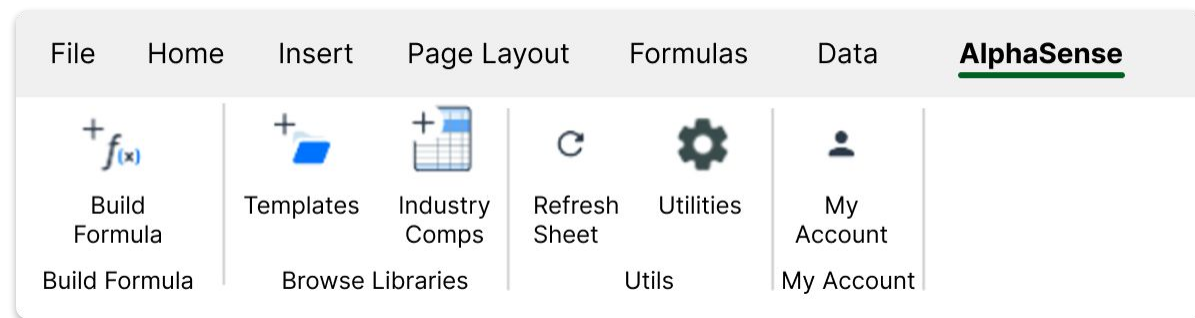 File Home Insert Page Layout Formulas Data AlphaSense
+ f(x) + +
Build Templates Industry Refresh Utilities My
Formula Comps Sheet Account
Build Formula Browse Libraries Utils My Account